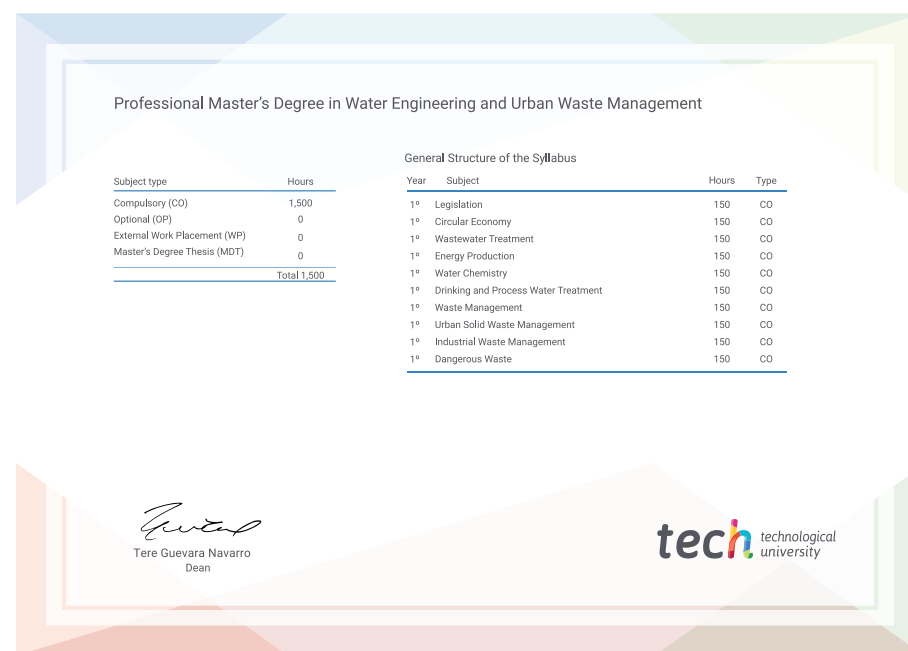 Professional Master's Degree in Water Engineering and Urban Waste Management
Subject type Hours
Compulsory (CO) 1,500
Optional (OP) 0
External Work Placement (WP) 0
Master's Degree Thesis (MDT) 0
Total 1,500
General Structure of the Syllabus
Year Subject Hours Type
1º Legislation 150 CO
1º Circular Economy 150 CO
1º Wastewater Treatment 150 CO
1º Energy Production 150 CO
1º Water Chemistry 150 CO
1º Drinking and Process Water Treatment 150 CO
1º Waste Management 150 CO
1º Urban Solid Waste Management 150 CO
1º Industrial Waste Management 150 CO
1º Dangerous Waste 150 CO
Tere Guevara Navarro
Dean
tech technological
university